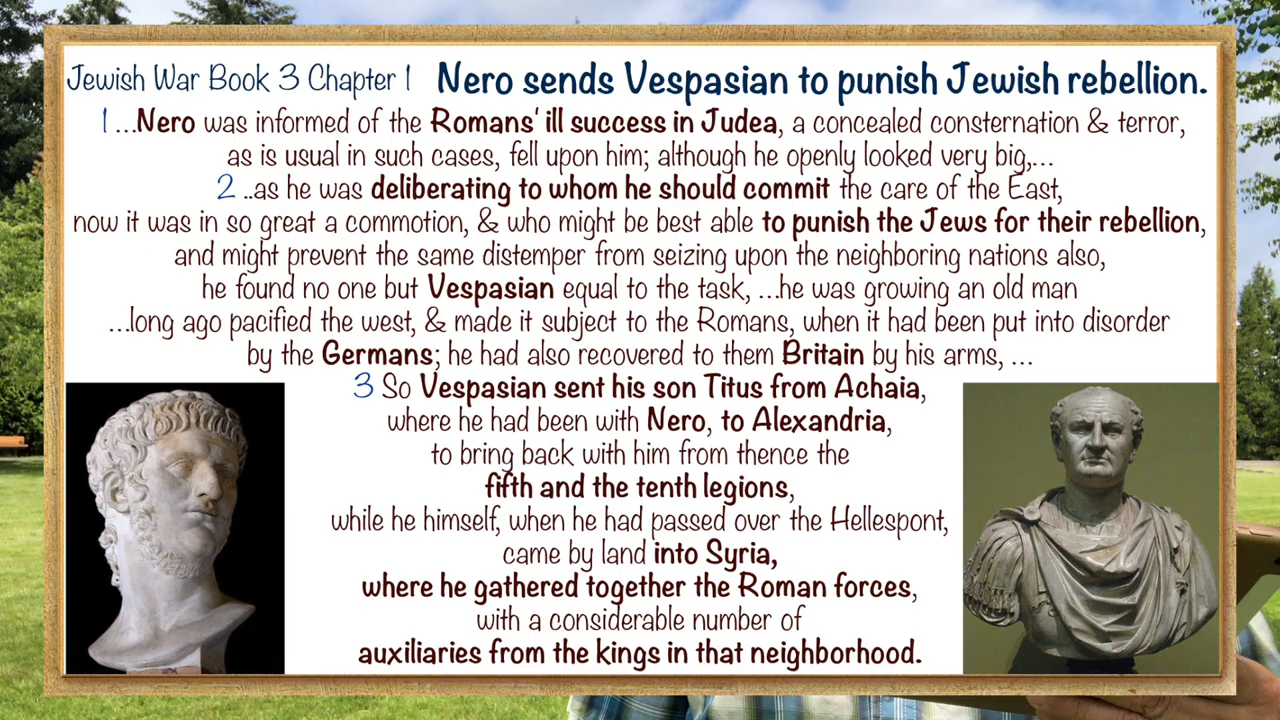 Jewish War Book 3 Chapter 1 Nero sends Vespasian to punish Jewish rebellion.
1 ...Nero was informed of the Romans' ill success in Judea, a concealed consternation & terror,
as is usual in such cases, fell upon him; although he openly looked very big,...
2 ..as he was deliberating to whom he should commit the care of the East,
now it was in so great a commotion, & who might be best able to punish the Jews for their rebellion,
and might prevent the same distemper from seizing upon the neighboring nations also,
he found no one but Vespasian equal to the task, ...he was growing an old man
...long ago pacified the west, & made it subject to the Romans, when it had been put into disorder
by the Germans; he had also recovered to them Britain by his arms, ...
3 So Vespasian sent his son Titus from Achaia,
where he had been with Nero, to Alexandria,
to bring back with him from thence the
fifth and the tenth legions,
while he himself, when he had passed over the Hellespont,
came by land into Syria,
where he gathered together the Roman forces,
with a considerable number of
auxiliaries from the kings in that neighborhood.